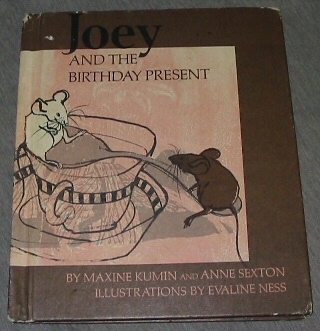 Joey
AND THE
BIRTHDAY PRESENT
BY MAXINE KUMIN AND ANNE SEXTON
ILLUSTRATIONS BY EVALINE NESS